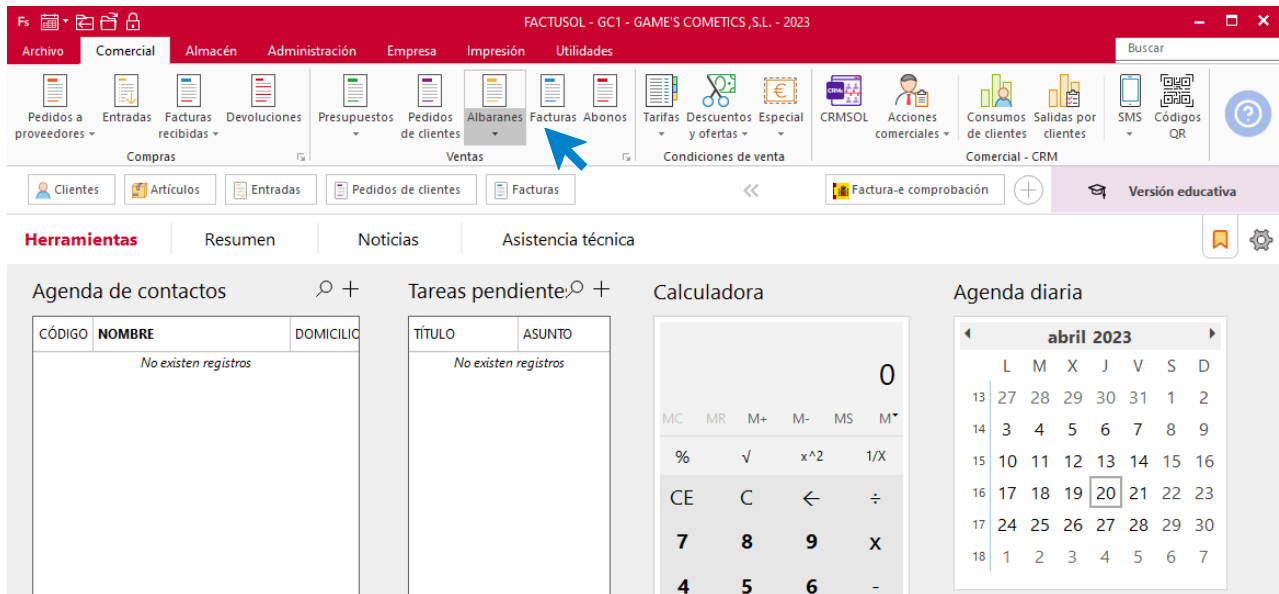 Fs FACTUSOL - GC1 - GAME'S COMETICS ,S.L. - 2023
Archivo Comercial Almacén Administración Empresa Impresión Utilidades Buscar
Pedidos a proveedores Entradas Facturas recibidas Devoluciones Presupuestos Pedidos de clientes Albaranes Facturas Abonos Tarifas Descuentos y ofertas Especial CRMSOL Acciones comerciales Consumos de clientes Salidas por clientes SMS Códigos QR
Compras Ventas Condiciones de venta Comercial - CRM
Clientes Artículos Entradas Pedidos de clientes Facturas Factura-e comprobación Versión educativa
Herramientas Resumen Noticias Asistencia técnica
Agenda de contactos Tareas pendientes Calculadora Agenda diaria
CÓDIGO NOMBRE DOMICILIO TÍTULO ASUNTO
No existen registros No existen registros
0
MC MR M+ M- MS M
% √ x^2 1/X
CE C ← ÷
7 8 9 x
4 5 6 -
abril 2023
L M X J V S D
13 27 28 29 30 31 1 2
14 3 4 5 6 7 8 9
15 10 11 12 13 14 15 16
16 17 18 19 20 21 22 23
17 24 25 26 27 28 29 30
18 1 2 3 4 5 6 7